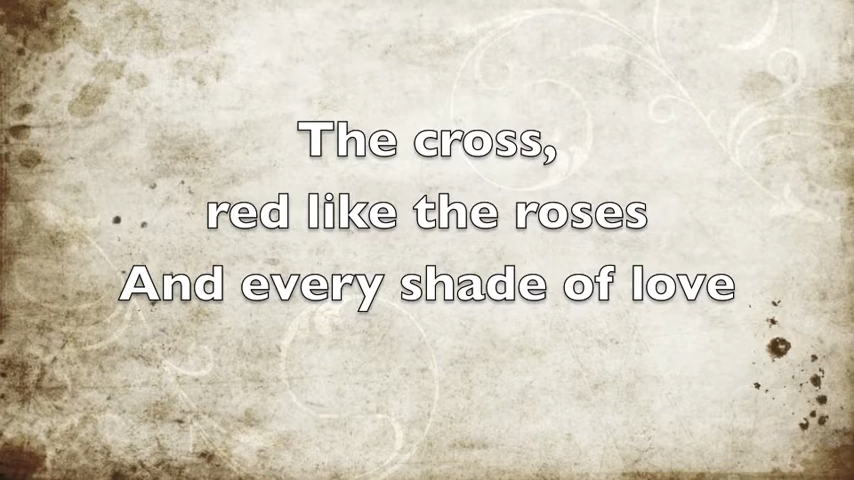 The cross,
red like the roses
And every shade of love